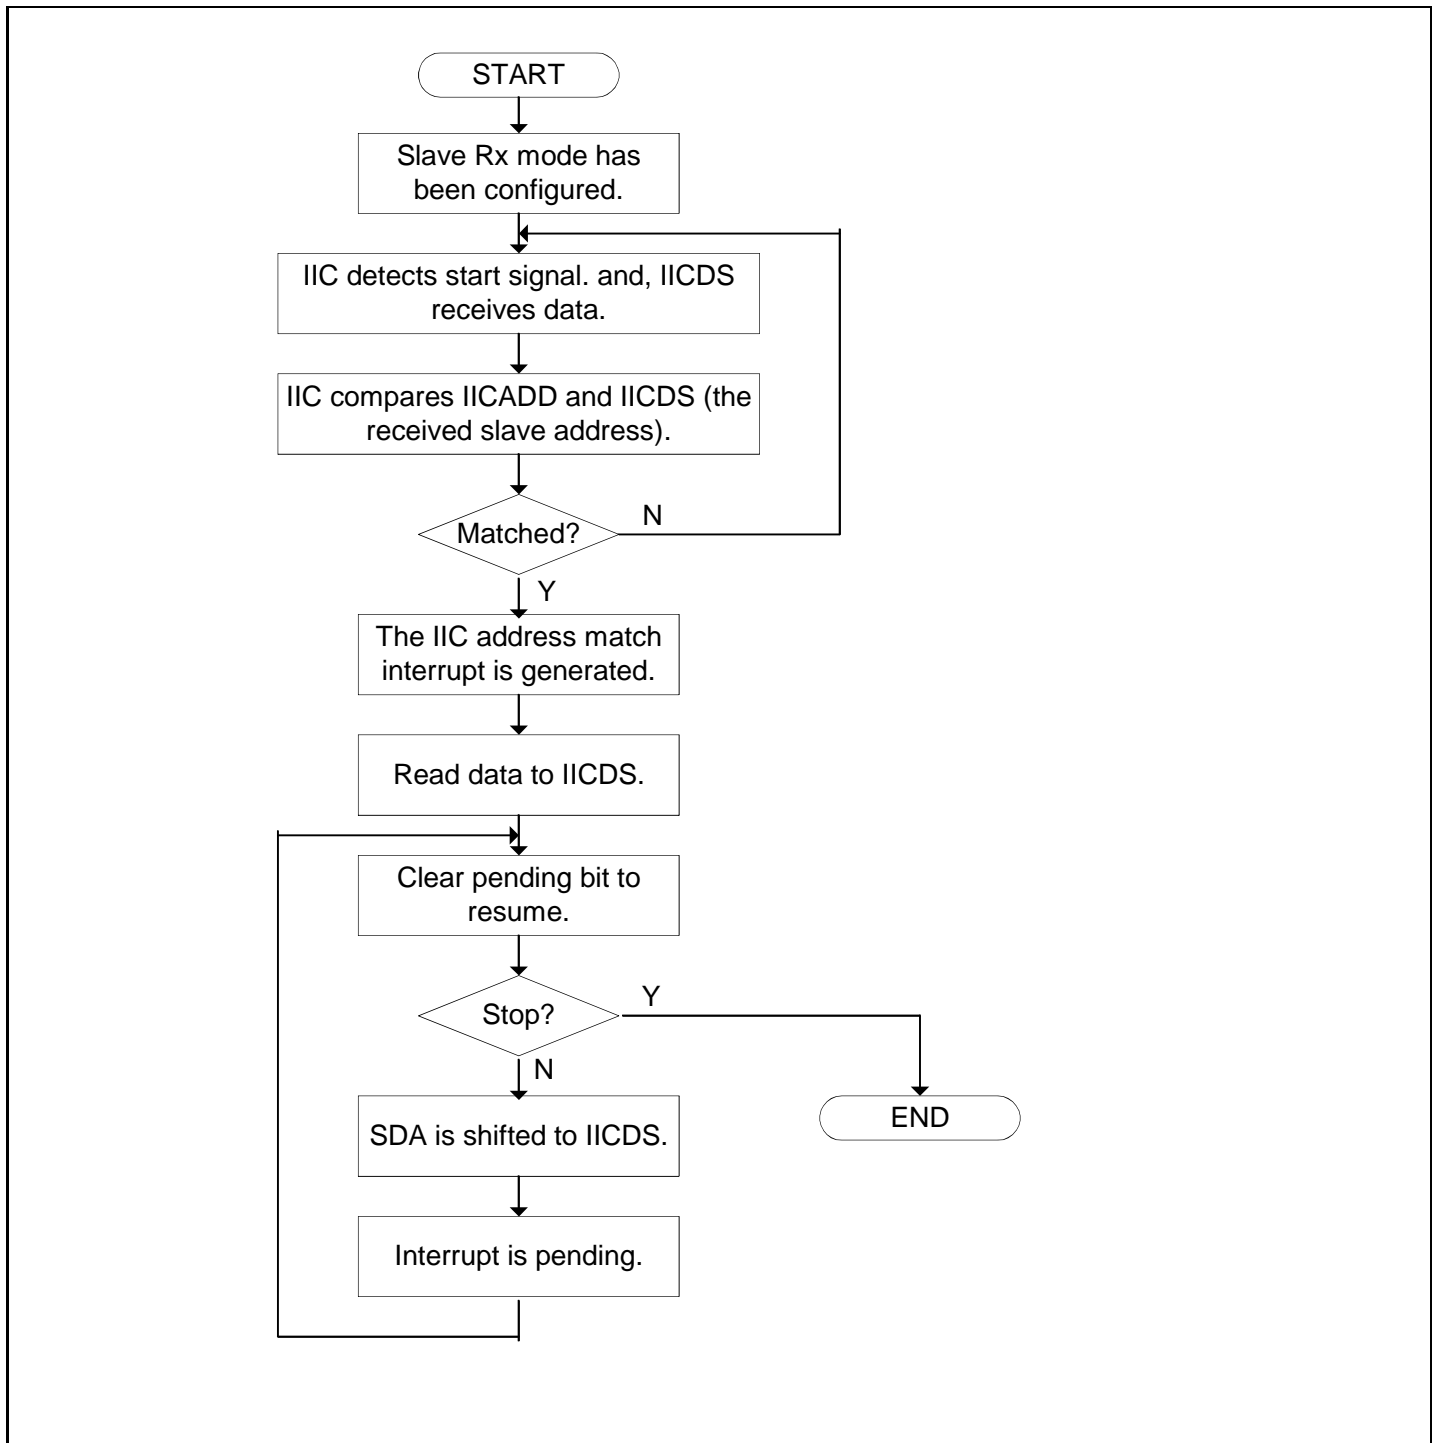 START
Slave Rx mode has
been configured.
IIC detects start signal. and, IICDS
receives data.
IIC compares IICADD and IICDS (the
received slave address).
Matched?
N
Y
The IIC address match
interrupt is generated.
Read data to IICDS.
Clear pending bit to
resume.
Stop?
Y
N
SDA is shifted to IICDS.
END
Interrupt is pending.